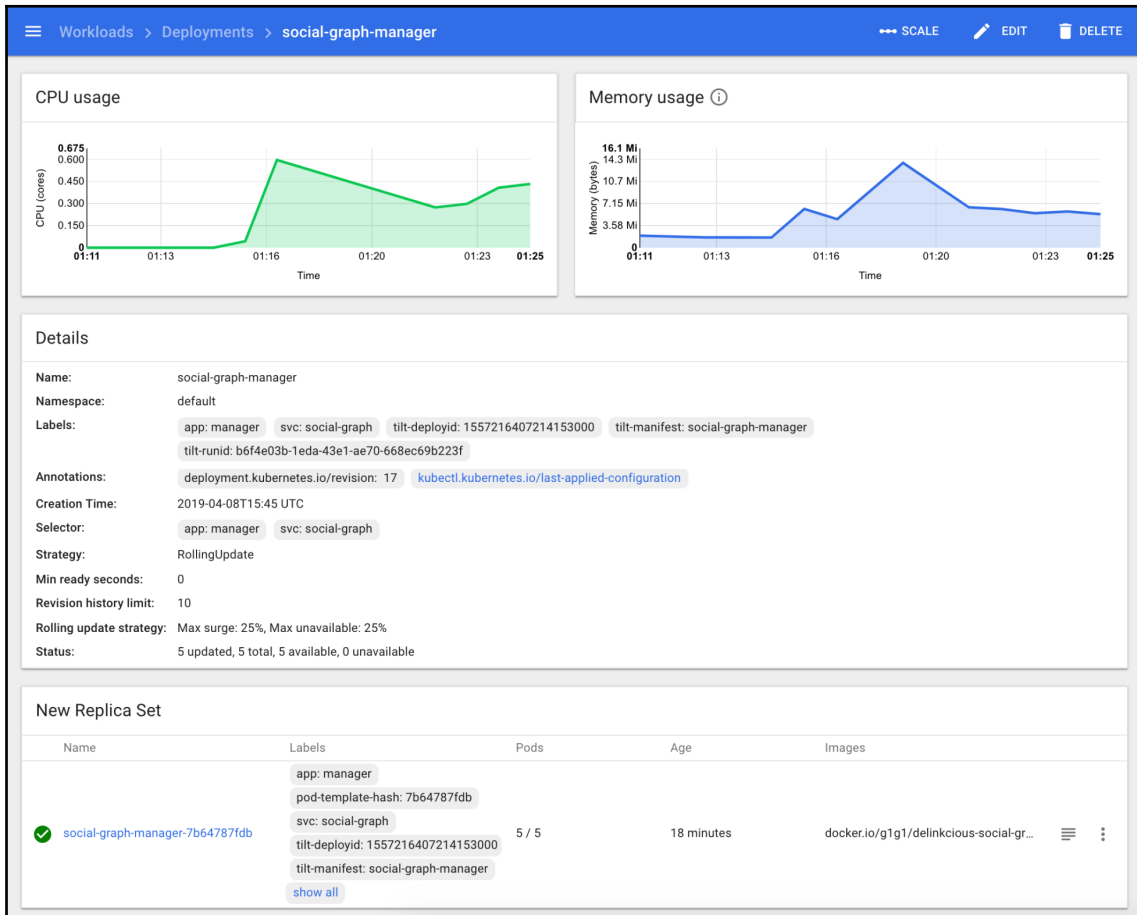 Workloads > Deployments > social-graph-manager SCALE EDIT DELETE
CPU usage
0.675
0.600
0.450
0.300
0.150
0
CPU (cores)
01:11 01:13 01:16 01:20 01:23 01:25
Time
Memory usage
16.1 Mi
14.3 Mi
10.7 Mi
7.15 Mi
3.58 Mi
0
Memory (bytes)
01:11 01:13 01:16 01:20 01:23 01:25
Time
Details
Name: social-graph-manager
Namespace: default
Labels: app: manager svc: social-graph tilt-deployid: 1557216407214153000 tilt-manifest: social-graph-manager
tilt-runid: b6f4e03b-1eda-43e1-ae70-668ec69b223f
Annotations: deployment.kubernetes.io/revision: 17 kubectl.kubernetes.io/last-applied-configuration
Creation Time: 2019-04-08T15:45 UTC
Selector: app: manager svc: social-graph
Strategy: RollingUpdate
Min ready seconds: 0
Revision history limit: 10
Rolling update strategy: Max surge: 25%, Max unavailable: 25%
Status: 5 updated, 5 total, 5 available, 0 unavailable
New Replica Set
Name Labels Pods Age Images
social-graph-manager-7b64787fdb
app: manager
pod-template-hash: 7b64787fdb
svc: social-graph
tilt-deployid: 1557216407214153000
tilt-manifest: social-graph-manager
show all
5 / 5
18 minutes
docker.io/g1g1/delinkcious-social-gr...